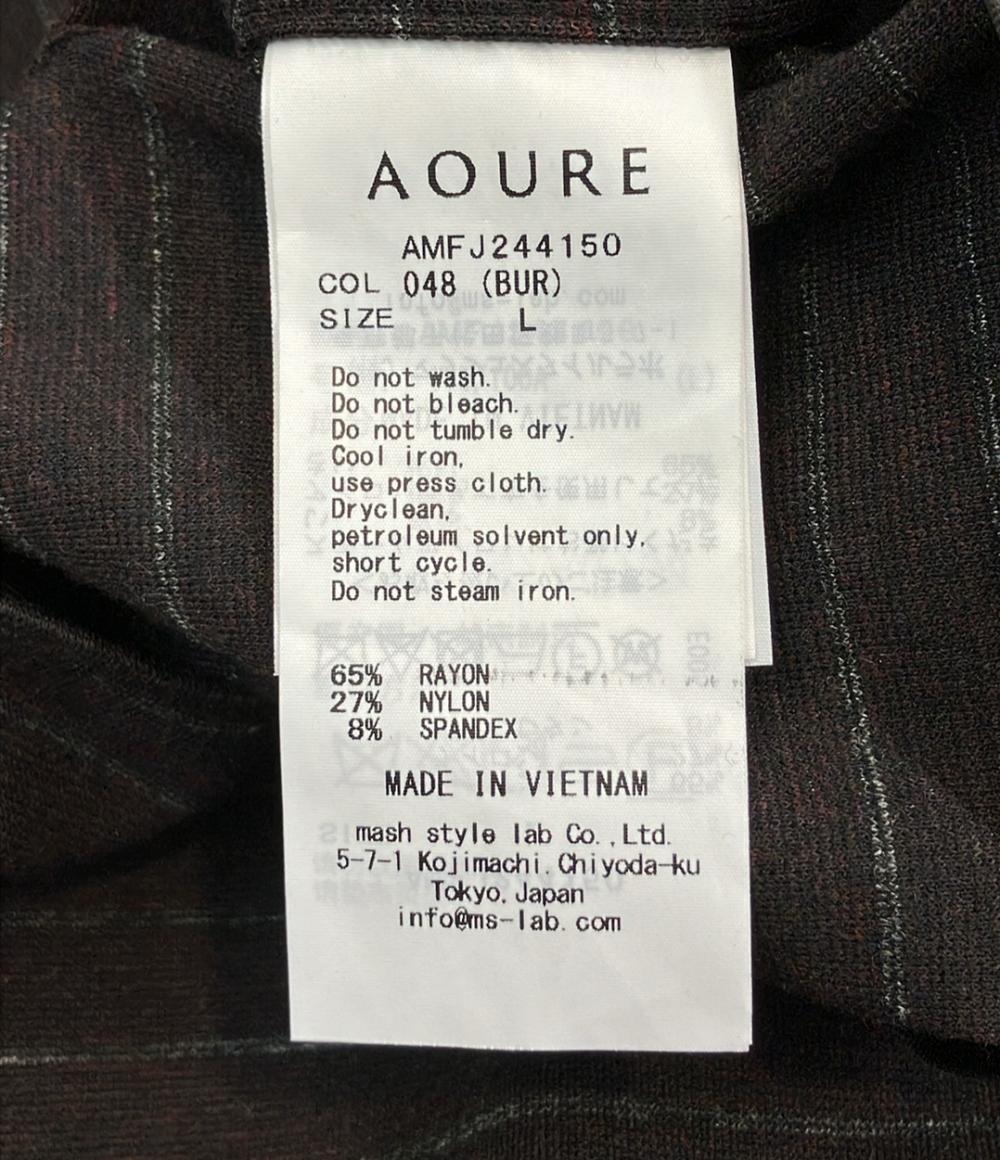 AOURE
AMFJ244150
COL 048 (BUR)
SIZE L
Do not wash.
Do not bleach.
Do not tumble dry.
Cool iron,
use press cloth.
Dryclean,
petroleum solvent only,
short cycle.
Do not steam iron.
65% RAYON
27% NYLON
8% SPANDEX
MADE IN VIETNAM
mash style lab Co.,Ltd.
5-7-1 Kojimachi, Chiyoda-ku
Tokyo, Japan
info@ms-lab.com